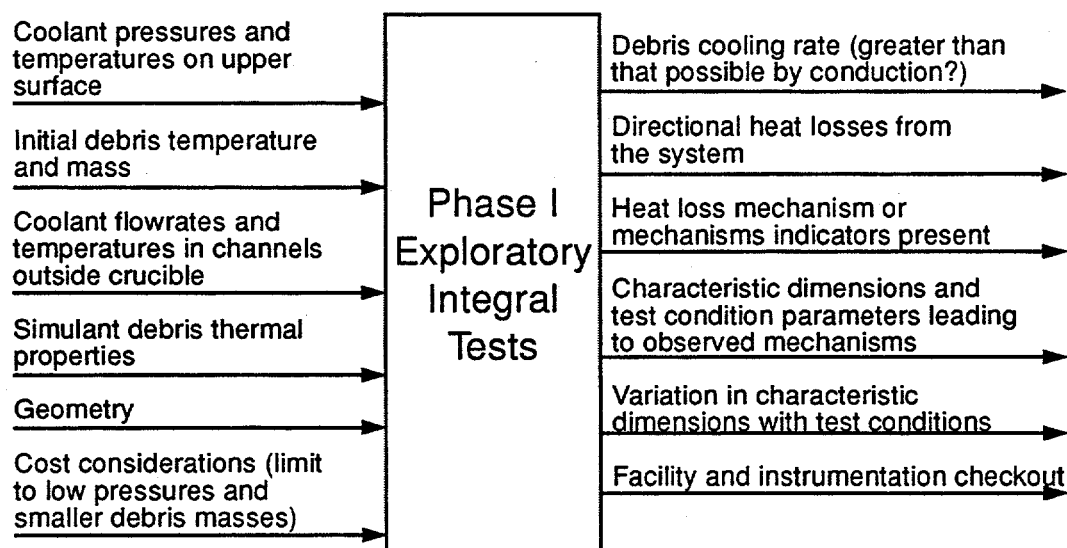 Coolant pressures and
temperatures on upper
surface
Initial debris temperature
and mass
Coolant flowrates and
temperatures in channels
outside crucible
Simulant debris thermal
properties
Geometry
Cost considerations (limit
to low pressures and
smaller debris masses)
Phase I
Exploratory
Integral
Tests
Debris cooling rate (greater than
that possible by conduction?)
Directional heat losses from
the system
Heat loss mechanism or
mechanisms indicators present
Characteristic dimensions and
test condition parameters leading
to observed mechanisms
Variation in characteristic
dimensions with test conditions
Facility and instrumentation checkout